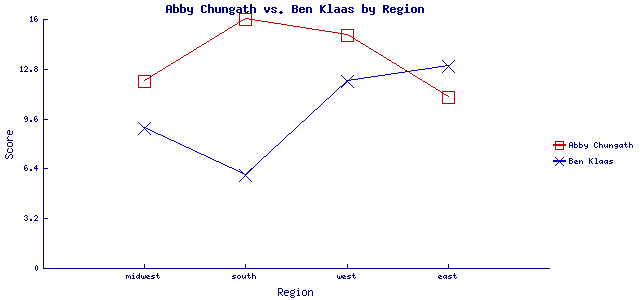 Abby Chungath vs. Ben Klaas by Region
16
12.8
9.6
6.4
3.2
0
Score
midwest south west east
Region
Abby Chungath
Ben Klaas